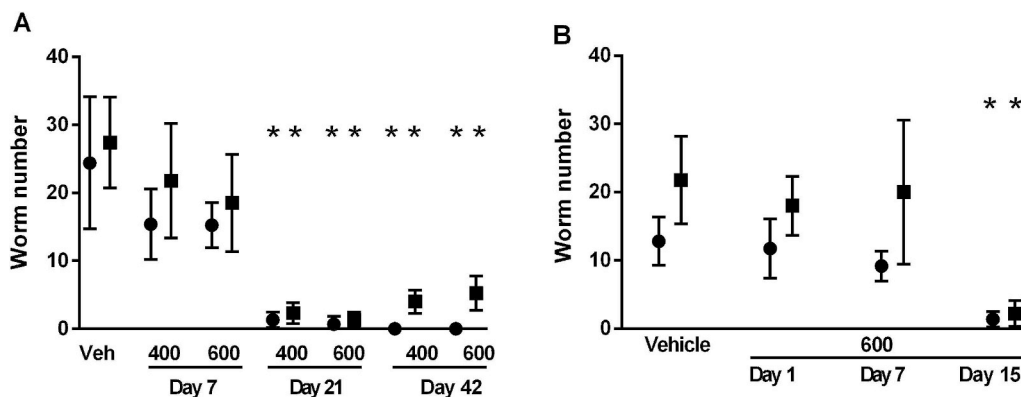 A
Worm number
40
30
20
10
0
* * * * * * * *
Veh 400 600 400 600 400 600
Day 7 Day 21 Day 42
B
Worm number
40
30
20
10
0
* *
Vehicle 600
Day 1 Day 7 Day 15